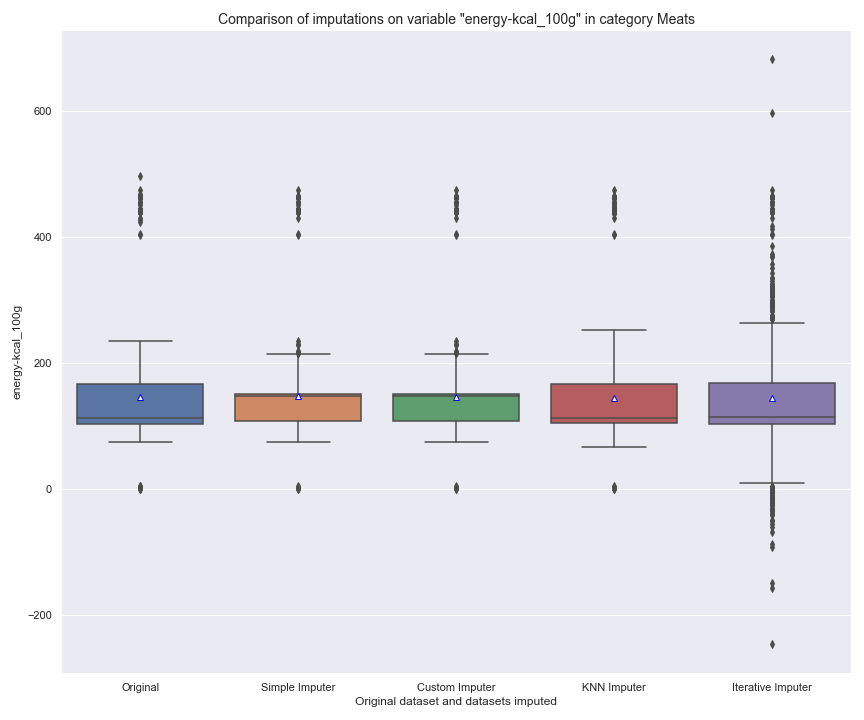 Comparison of imputations on variable "energy-kcal_100g" in category Meats
energy-kcal_100g
600
400
200
0
−200
Original
Simple Imputer
Custom Imputer
KNN Imputer
Iterative Imputer
Original dataset and datasets imputed